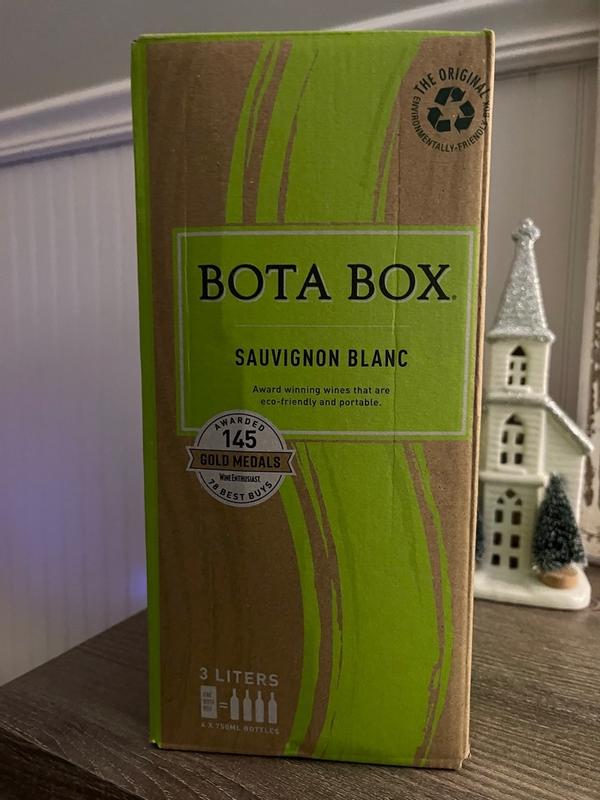 THE ORIGINAL
ENVIRONMENTALLY-FRIENDLY BOX
BOTA BOX®
SAUVIGNON BLANC
Award winning wines that are
eco-friendly and portable.
AWARDED
145
GOLD MEDALS
WINE ENTHUSIAST
78 BEST BUYS
3 LITERS
=
4 X 750ML BOTTLES